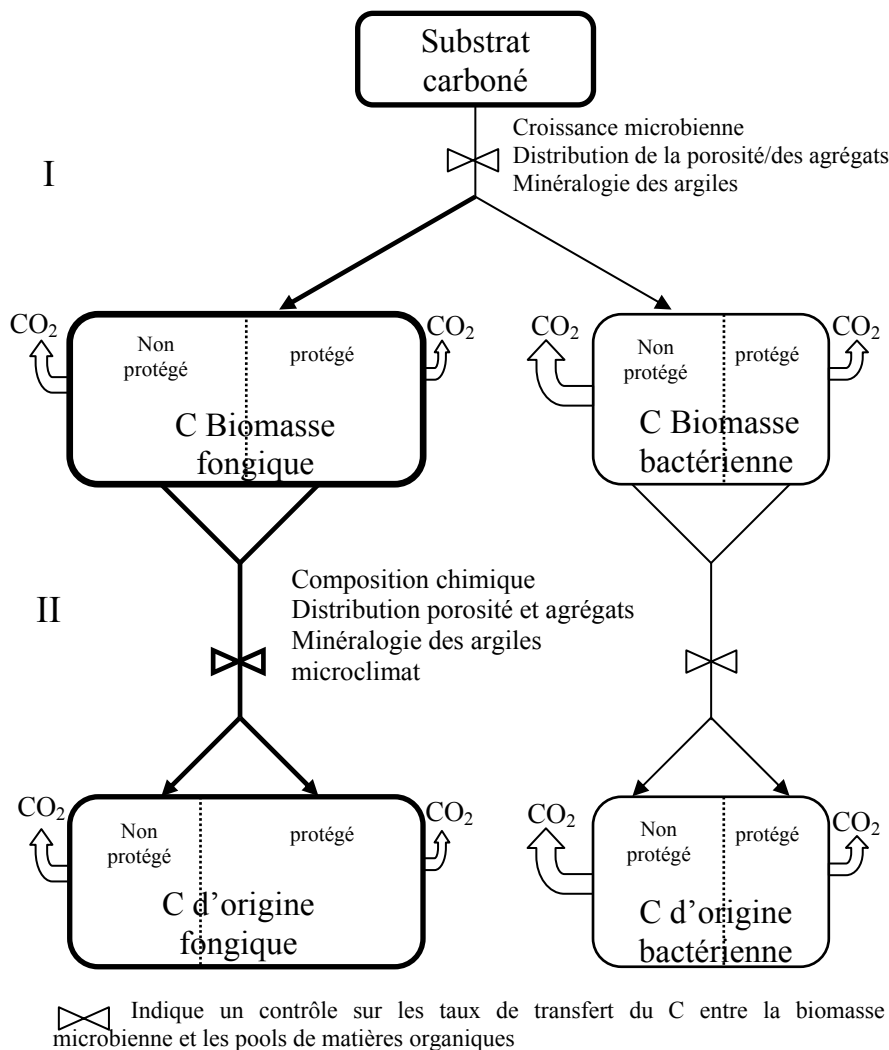 Substrat
carboné
Croissance microbienne
Distribution de la porosité/des agrégats
Minéralogie des argiles
I
CO₂
Non
protégé
protégé
CO₂
C Biomasse
fongique
CO₂
Non
protégé
protégé
CO₂
C Biomasse
bactérienne
II
Composition chimique
Distribution porosité et agrégats
Minéralogie des argiles
microclimat
CO₂
Non
protégé
protégé
CO₂
C d’origine
fongique
CO₂
Non
protégé
protégé
CO₂
C d’origine
bactérienne
Indique un contrôle sur les taux de transfert du C entre la biomasse
microbienne et les pools de matières organiques